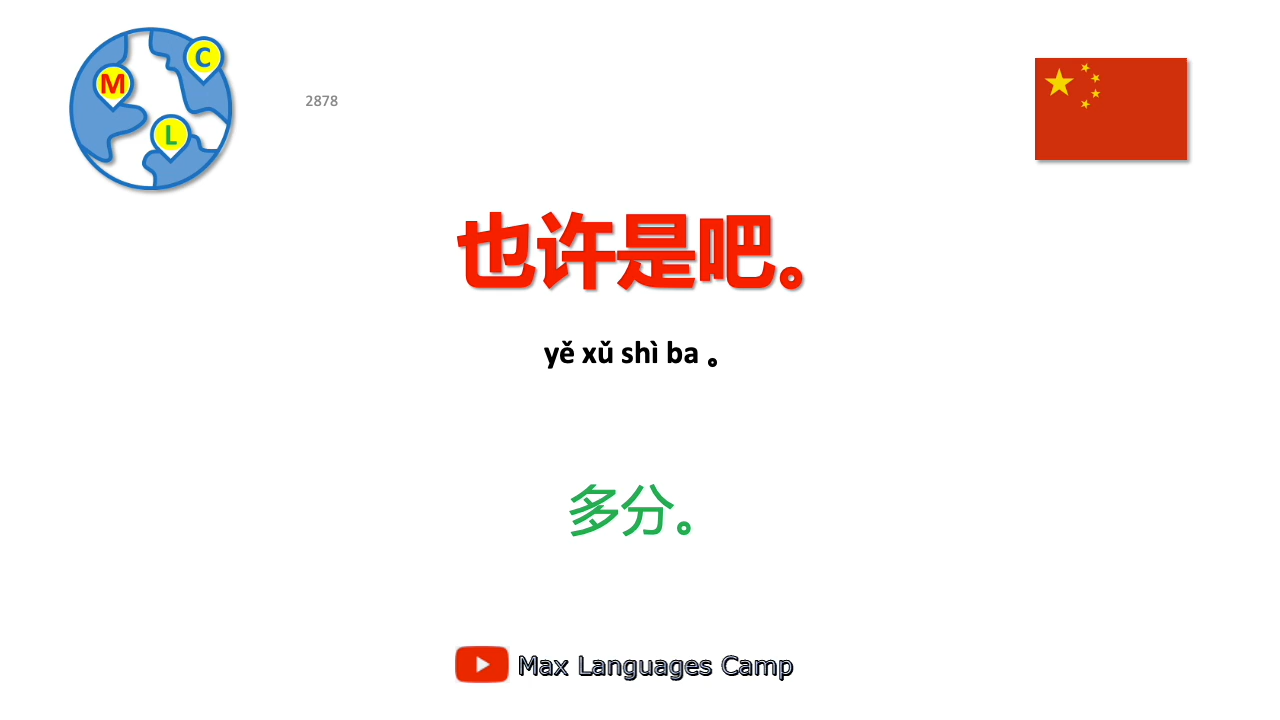 M
C
L
2878
也许是吧。
yě xǔ shì ba 。
多分。
Max Languages Camp